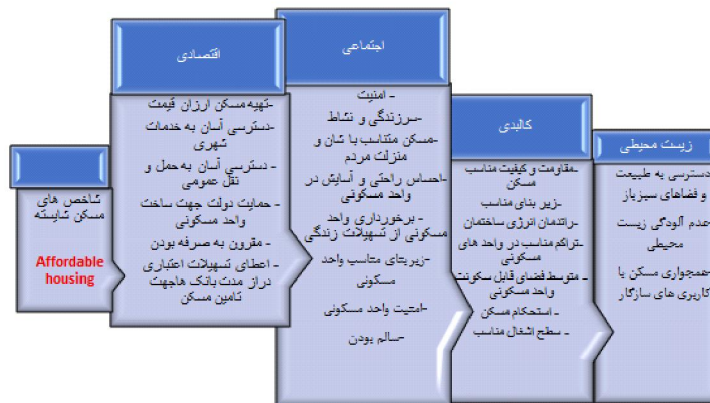 شاخص های
مسکن شایسته
Affordable
housing
اقتصادی
-تهیه مسکن ارزان قیمت
-دسترسی آسان به خدمات
شهری
- دسترسی آسان به حمل و
نقل عمومی
- حمایت دولت جهت ساخت
واحد مسکونی
- مقرون به صرفه بودن
- اعطای تسهیلات اعتباری
دراز مدت بانک هاجهت
تامین مسکن
اجتماعی
- امنیت
-سرزندگی و نشاط
-مسکن متناسب با شان و
منزلت مردم
-احساس راحتی و آسایش در
واحد مسکونی
- برخورداری واحد
مسکونی از تسهیلات زندگی
-زیربنای متناسب واحد
مسکونی
-امنیت واحد مسکونی
-سالم بودن
کالبدی
-مقاومت و کیفیت مناسب
مسکن
-زیر بنای مناسب
-راندمان انرژی ساختمان
-تراکم مناسب در واحد های
مسکونی
-متوسط فضای قابل سکونت
واحد مسکونی
- استحکام مسکن
- سطح اشغال مناسب
زیست محیطی
دسترسی به طبیعت
و فضاهای سبزباز
-عدم آلودگی زیست
محیطی
-همجواری مسکن با
کاربری های سازگار